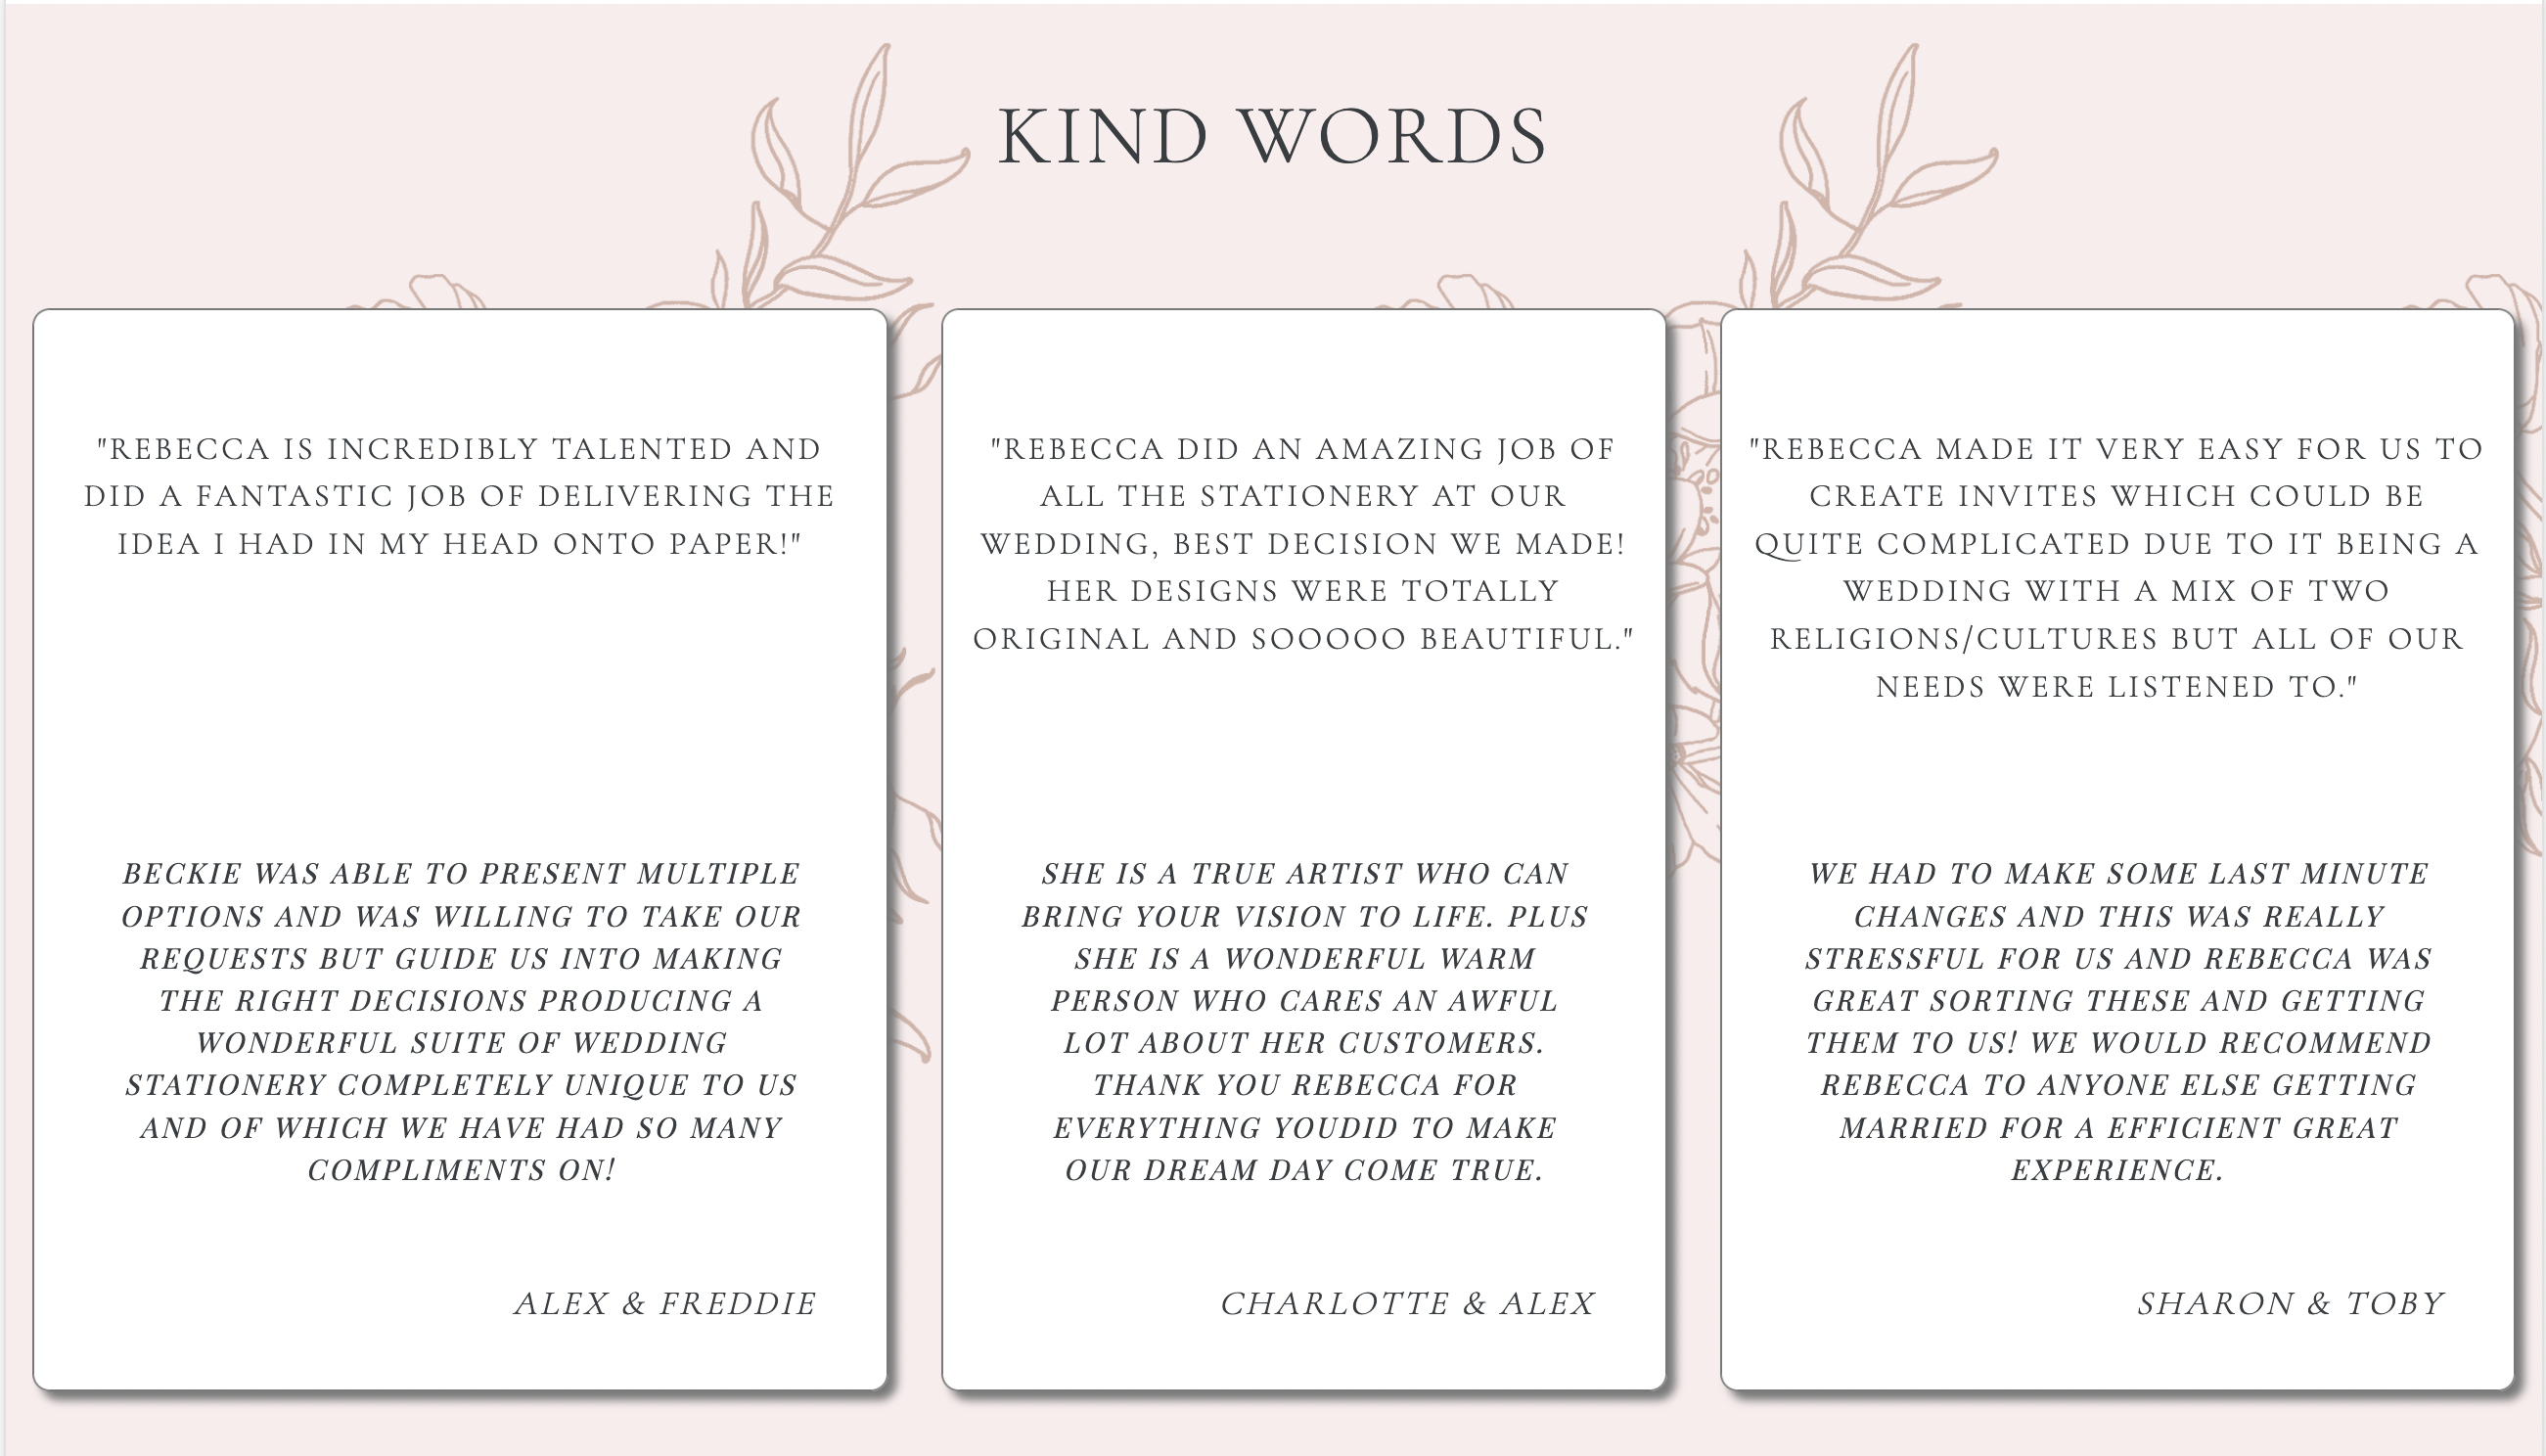 KIND WORDS
"REBECCA IS INCREDIBLY TALENTED AND
DID A FANTASTIC JOB OF DELIVERING THE
IDEA I HAD IN MY HEAD ONTO PAPER!"
BECKIE WAS ABLE TO PRESENT MULTIPLE
OPTIONS AND WAS WILLING TO TAKE OUR
REQUESTS BUT GUIDE US INTO MAKING
THE RIGHT DECISIONS PRODUCING A
WONDERFUL SUITE OF WEDDING
STATIONERY COMPLETELY UNIQUE TO US
AND OF WHICH WE HAVE HAD SO MANY
COMPLIMENTS ON!
ALEX & FREDDIE
"REBECCA DID AN AMAZING JOB OF
ALL THE STATIONERY AT OUR
WEDDING, BEST DECISION WE MADE!
HER DESIGNS WERE TOTALLY
ORIGINAL AND SOOOOO BEAUTIFUL."
SHE IS A TRUE ARTIST WHO CAN
BRING YOUR VISION TO LIFE. PLUS
SHE IS A WONDERFUL WARM
PERSON WHO CARES AN AWFUL
LOT ABOUT HER CUSTOMERS.
THANK YOU REBECCA FOR
EVERYTHING YOUDID TO MAKE
OUR DREAM DAY COME TRUE.
CHARLOTTE & ALEX
"REBECCA MADE IT VERY EASY FOR US TO
CREATE INVITES WHICH COULD BE
QUITE COMPLICATED DUE TO IT BEING A
WEDDING WITH A MIX OF TWO
RELIGIONS/CULTURES BUT ALL OF OUR
NEEDS WERE LISTENED TO."
WE HAD TO MAKE SOME LAST MINUTE
CHANGES AND THIS WAS REALLY
STRESSFUL FOR US AND REBECCA WAS
GREAT SORTING THESE AND GETTING
THEM TO US! WE WOULD RECOMMEND
REBECCA TO ANYONE ELSE GETTING
MARRIED FOR A EFFICIENT GREAT
EXPERIENCE.
SHARON & TOBY